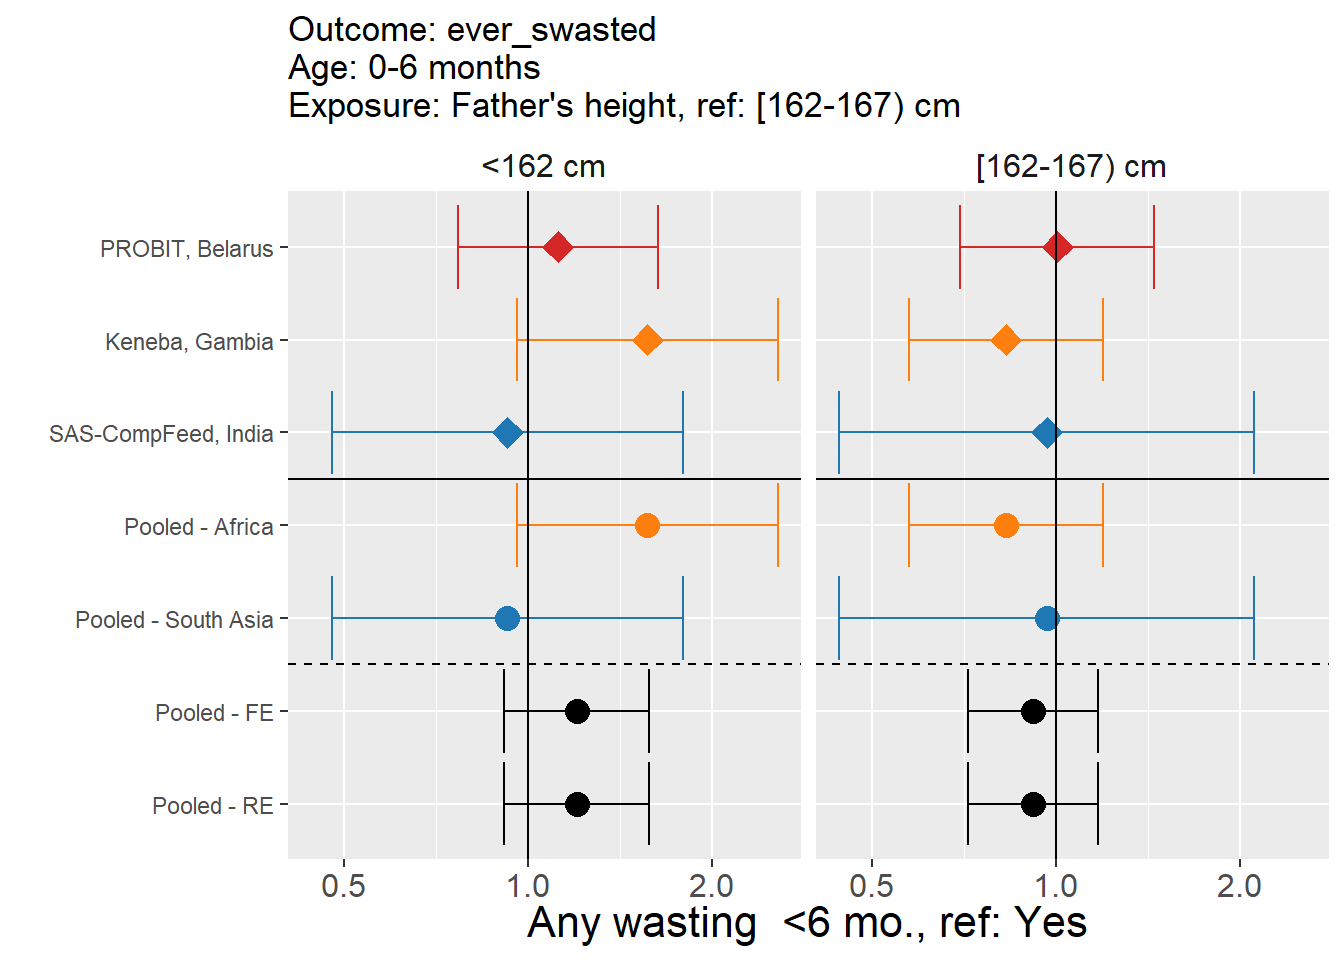 Outcome: ever_swasted
Age: 0-6 months
Exposure: Father's height, ref: [162-167) cm
<162 cm
[162-167) cm
PROBIT, Belarus
Keneba, Gambia
SAS-CompFeed, India
Pooled - Africa
Pooled - South Asia
Pooled - FE
Pooled - RE
0.5 1.0 2.0
0.5 1.0 2.0
Any wasting  <6 mo., ref: Yes